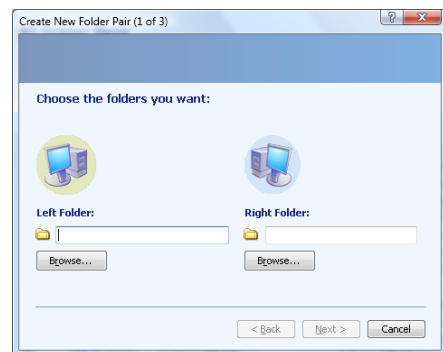 Create New Folder Pair (1 of 3)
?
Choose the folders you want:
Left Folder:
Right Folder:
Browse...
Browse...
< Back
Next >
Cancel